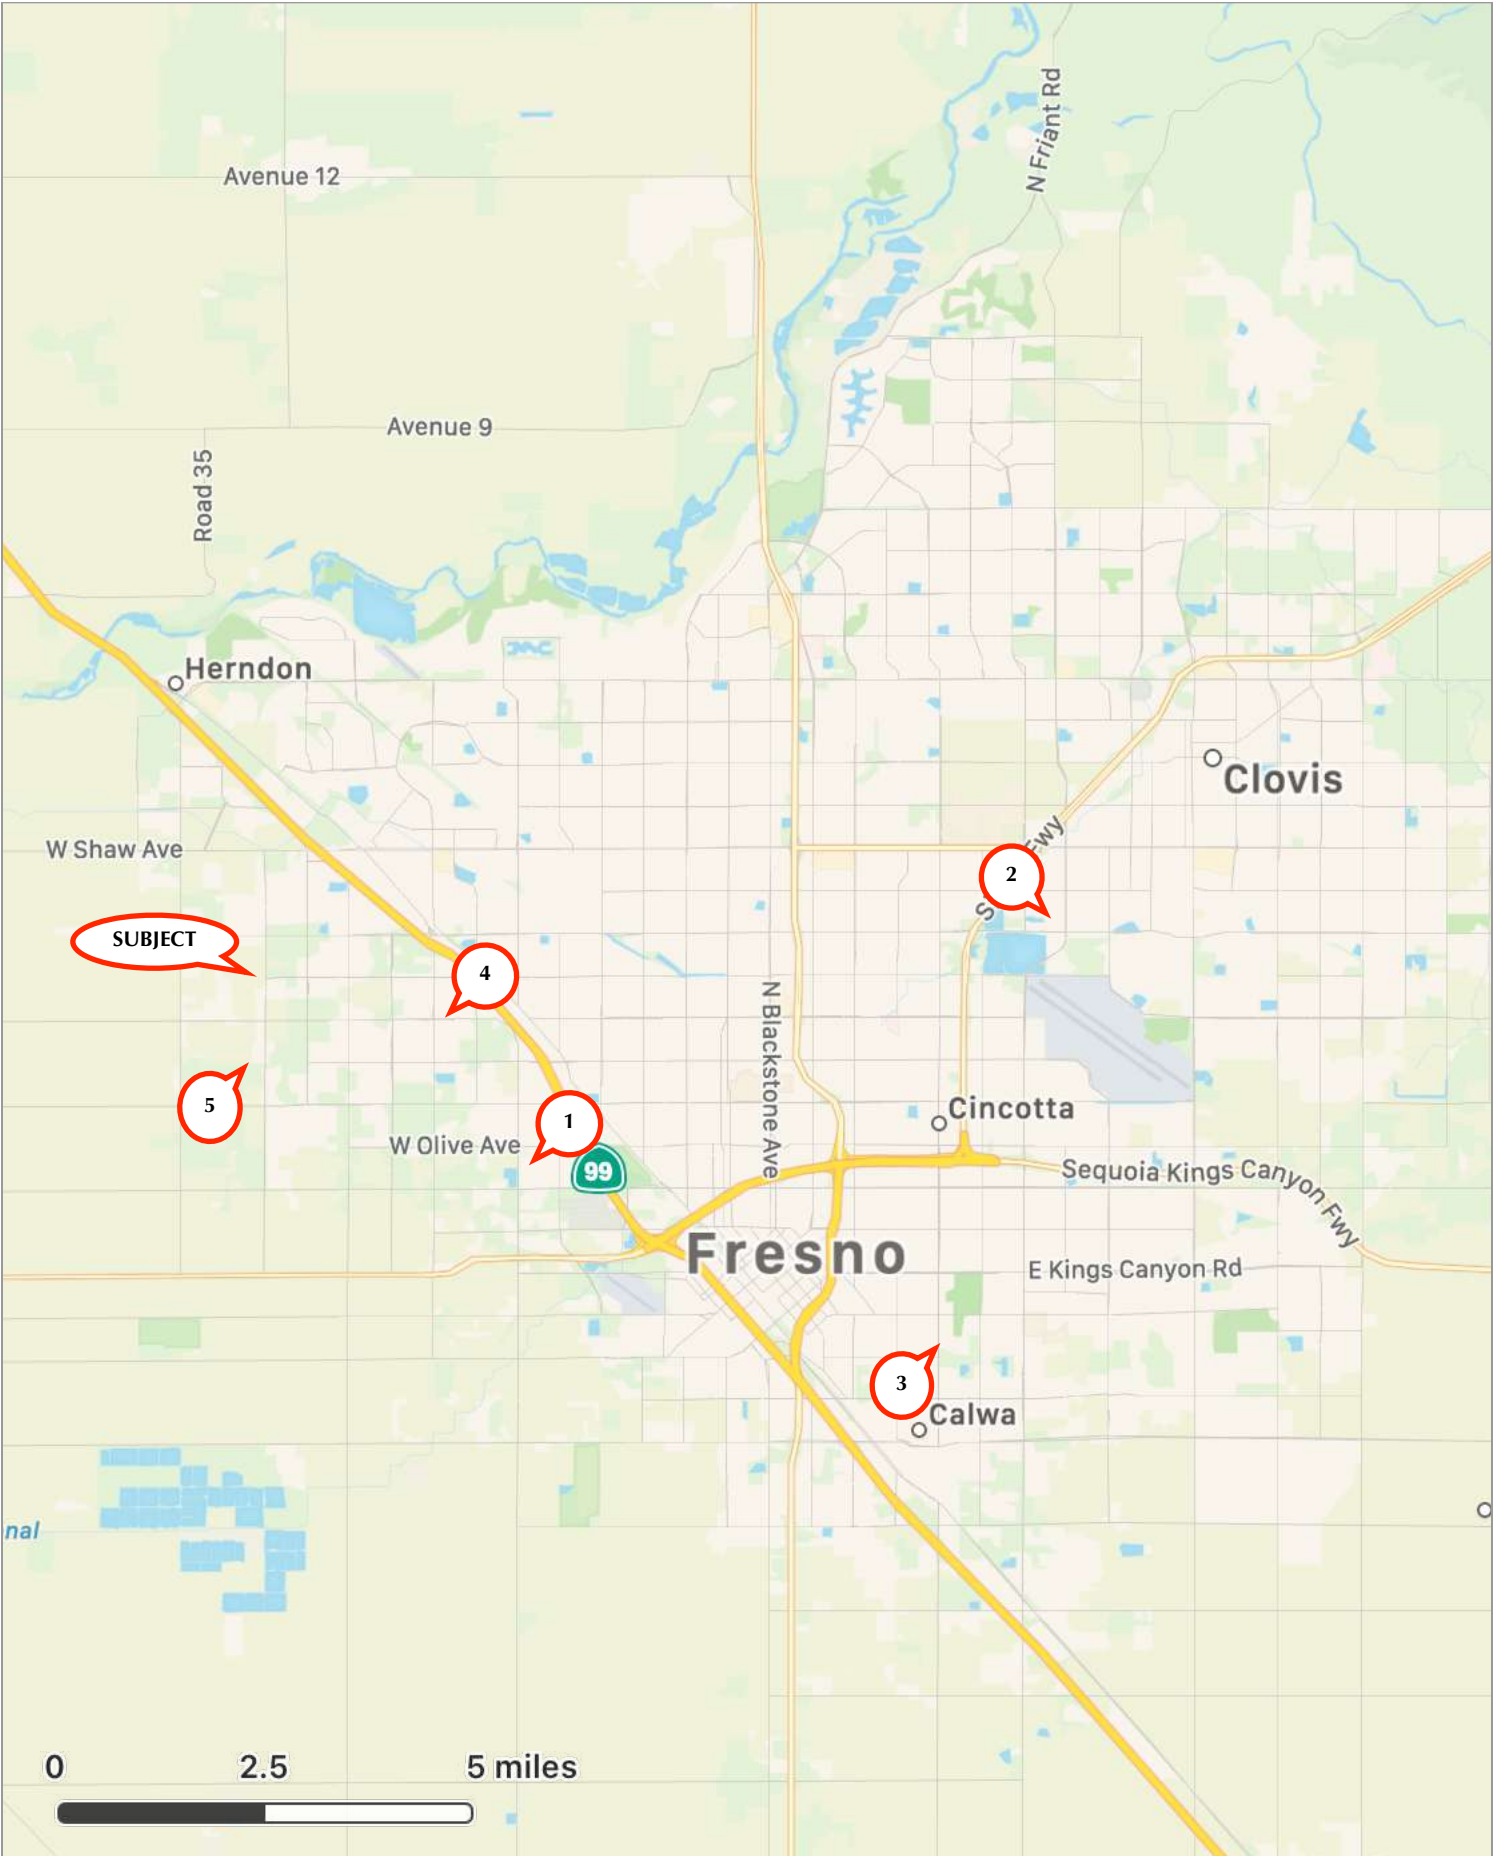 N Friant Rd
Avenue 12
Avenue 9
Road 35
Herndon
Clovis
W Shaw Ave
Fwy
2
S
SUBJECT
4
N Blackstone Ave
5
1
Cincotta
W Olive Ave
99
Sequoia Kings Canyon Fwy
Fresno
E Kings Canyon Rd
3
Calwa
nal
0 2.5 5 miles